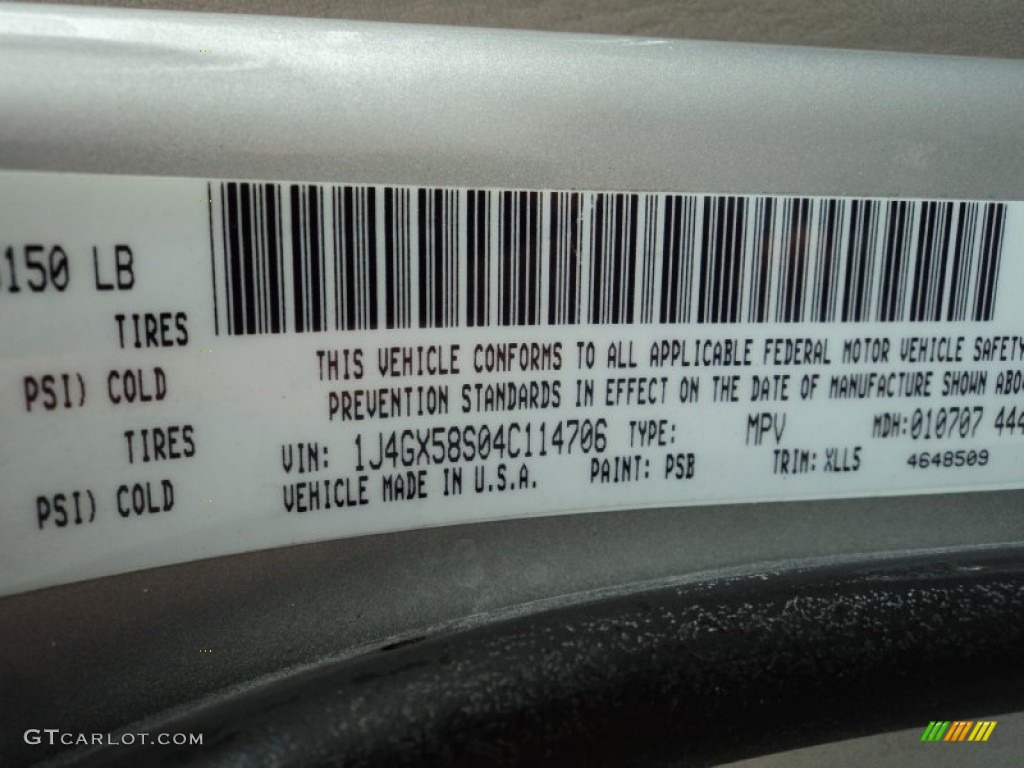 150 LB
TIRES
PSI) COLD
TIRES
PSI) COLD
THIS VEHICLE CONFORMS TO ALL APPLICABLE FEDERAL MOTOR VEHICLE SAFETY
PREVENTION STANDARDS IN EFFECT ON THE DATE OF MANUFACTURE SHOWN ABO
VIN: 1J4GX58S04C114706 TYPE: MPV MDH:010707 444
VEHICLE MADE IN U.S.A. PAINT: PSB TRIM: XLL5 4648509
GTCARLOT.COM